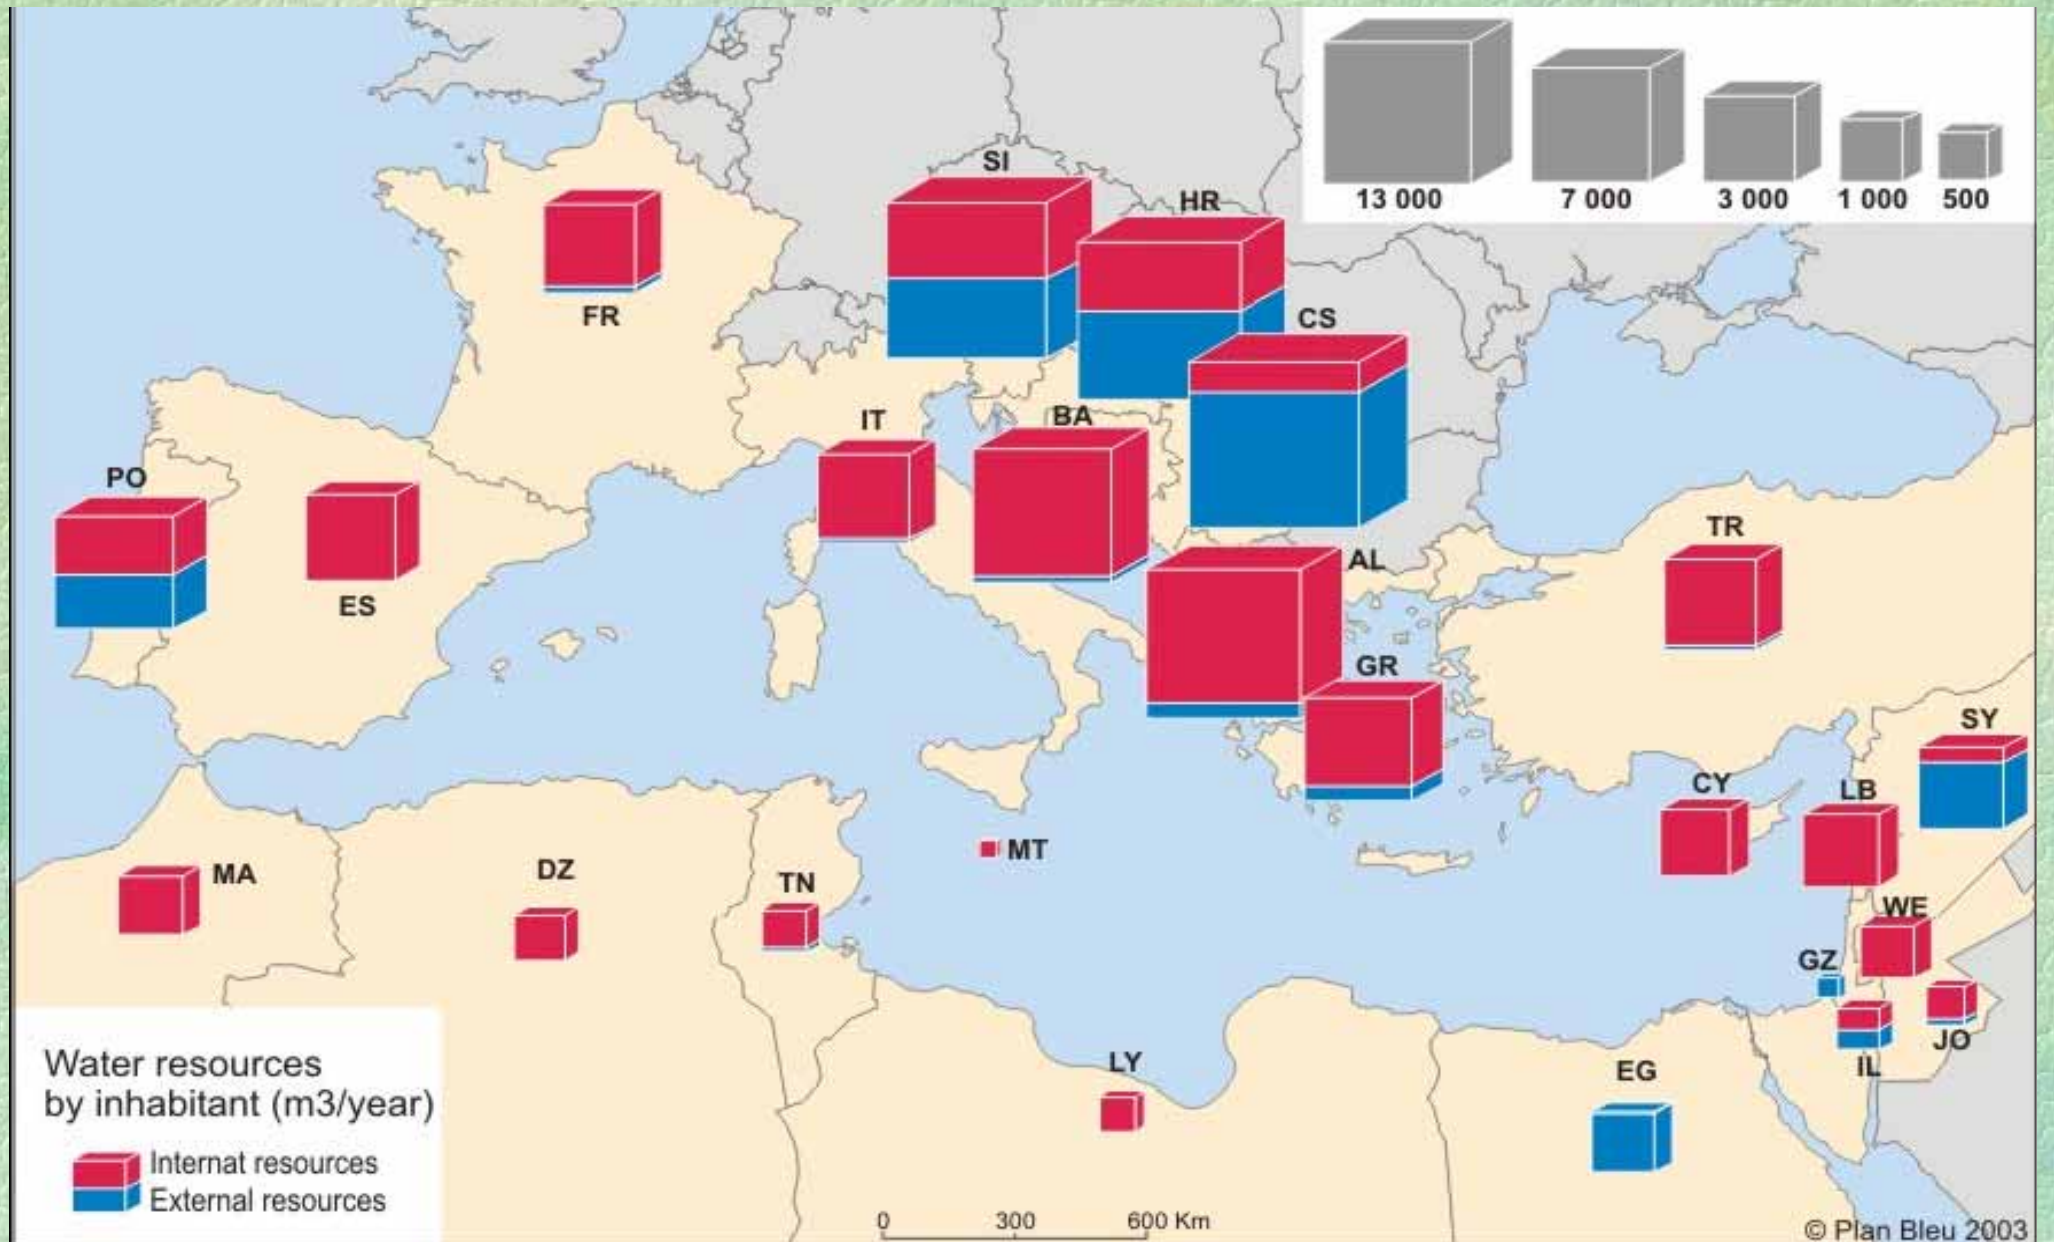 13 000 7 000 3 000 1 000 500
SI
HR
FR
CS
IT
BA
PO
ES
AL
TR
GR
SY
CY
LB
MT
MA
DZ
TN
WE
GZ
JO
IL
LY
EG
Water resources
by inhabitant (m3/year)
Internat resources
External resources
0 300 600 Km
© Plan Bleu 2003